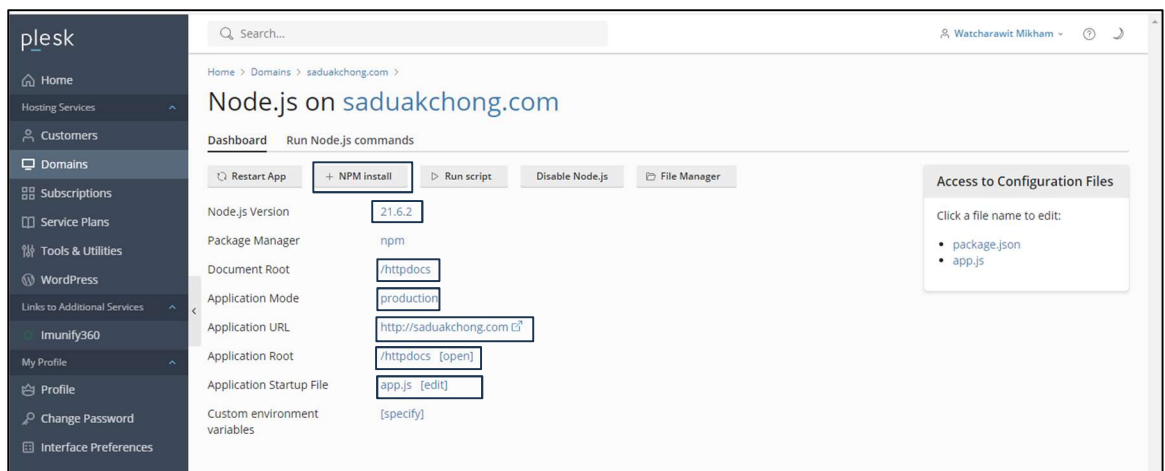 plesk
Search...
Watcharawit Mikham
Home
Hosting Services
Customers
Domains
Subscriptions
Service Plans
Tools & Utilities
WordPress
Links to Additional Services
Imunify360
My Profile
Profile
Change Password
Interface Preferences
Home > Domains > saduakchong.com >
Node.js on saduakchong.com
Dashboard Run Node.js commands
Restart App + NPM install Run script Disable Node.js File Manager
Node.js Version 21.6.2
Package Manager npm
Document Root /httpdocs
Application Mode production
Application URL http://saduakchong.com
Application Root /httpdocs [open]
Application Startup File app.js [edit]
Custom environment variables [specify]
Access to Configuration Files
Click a file name to edit:
• package.json
• app.js